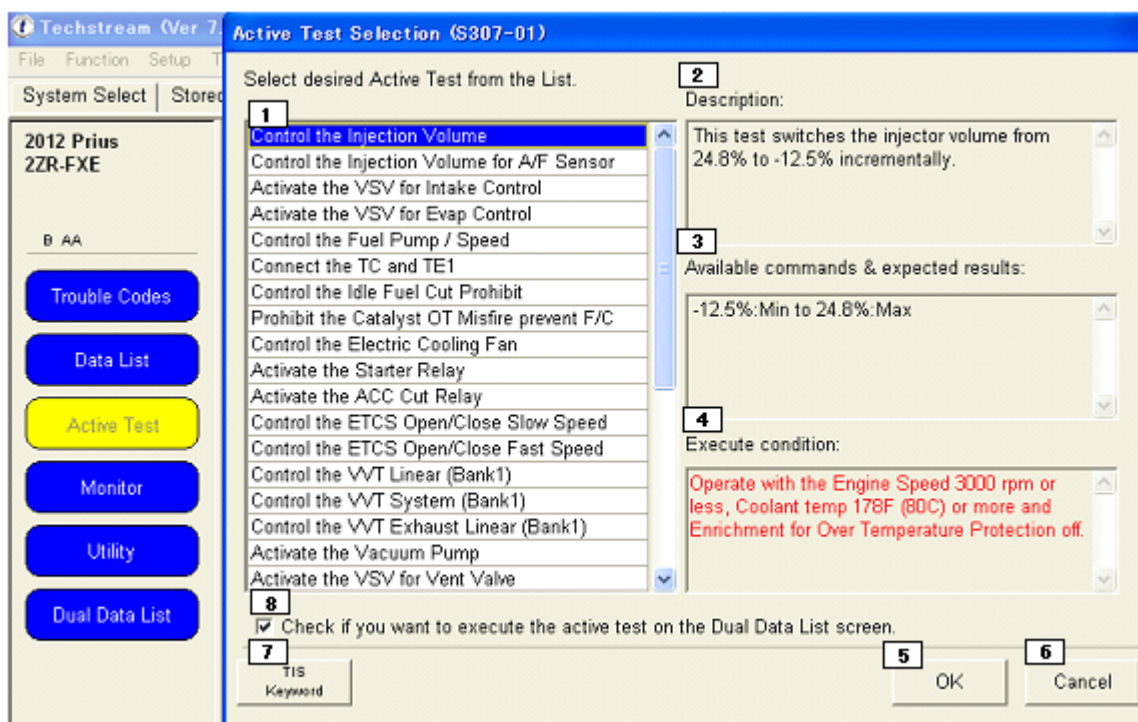 Techstream (Ver 7.
File Function Setup T
System Select Stored
2012 Prius
2ZR-FXE
B AA
Trouble Codes
Data List
Active Test
Monitor
Utility
Dual Data List
Active Test Selection (S307-01)
Select desired Active Test from the List.
1
Control the Injection Volume
Control the Injection Volume for A/F Sensor
Activate the VSV for Intake Control
Activate the VSV for Evap Control
Control the Fuel Pump / Speed
Connect the TC and TE1
Control the Idle Fuel Cut Prohibit
Prohibit the Catalyst OT Misfire prevent F/C
Control the Electric Cooling Fan
Activate the Starter Relay
Activate the ACC Cut Relay
Control the ETCS Open/Close Slow Speed
Control the ETCS Open/Close Fast Speed
Control the VVT Linear (Bank1)
Control the VVT System (Bank1)
Control the VVT Exhaust Linear (Bank1)
Activate the Vacuum Pump
Activate the VSV for Vent Valve
2
Description:
This test switches the injector volume from
24.8% to -12.5% incrementally.
3
Available commands & expected results:
-12.5%:Min to 24.8%:Max
4
Execute condition:
Operate with the Engine Speed 3000 rpm or
less, Coolant temp 178F (80C) or more and
Enrichment for Over Temperature Protection off.
8
Check if you want to execute the active test on the Dual Data List screen.
7
TIS
Keyword
5
OK
6
Cancel